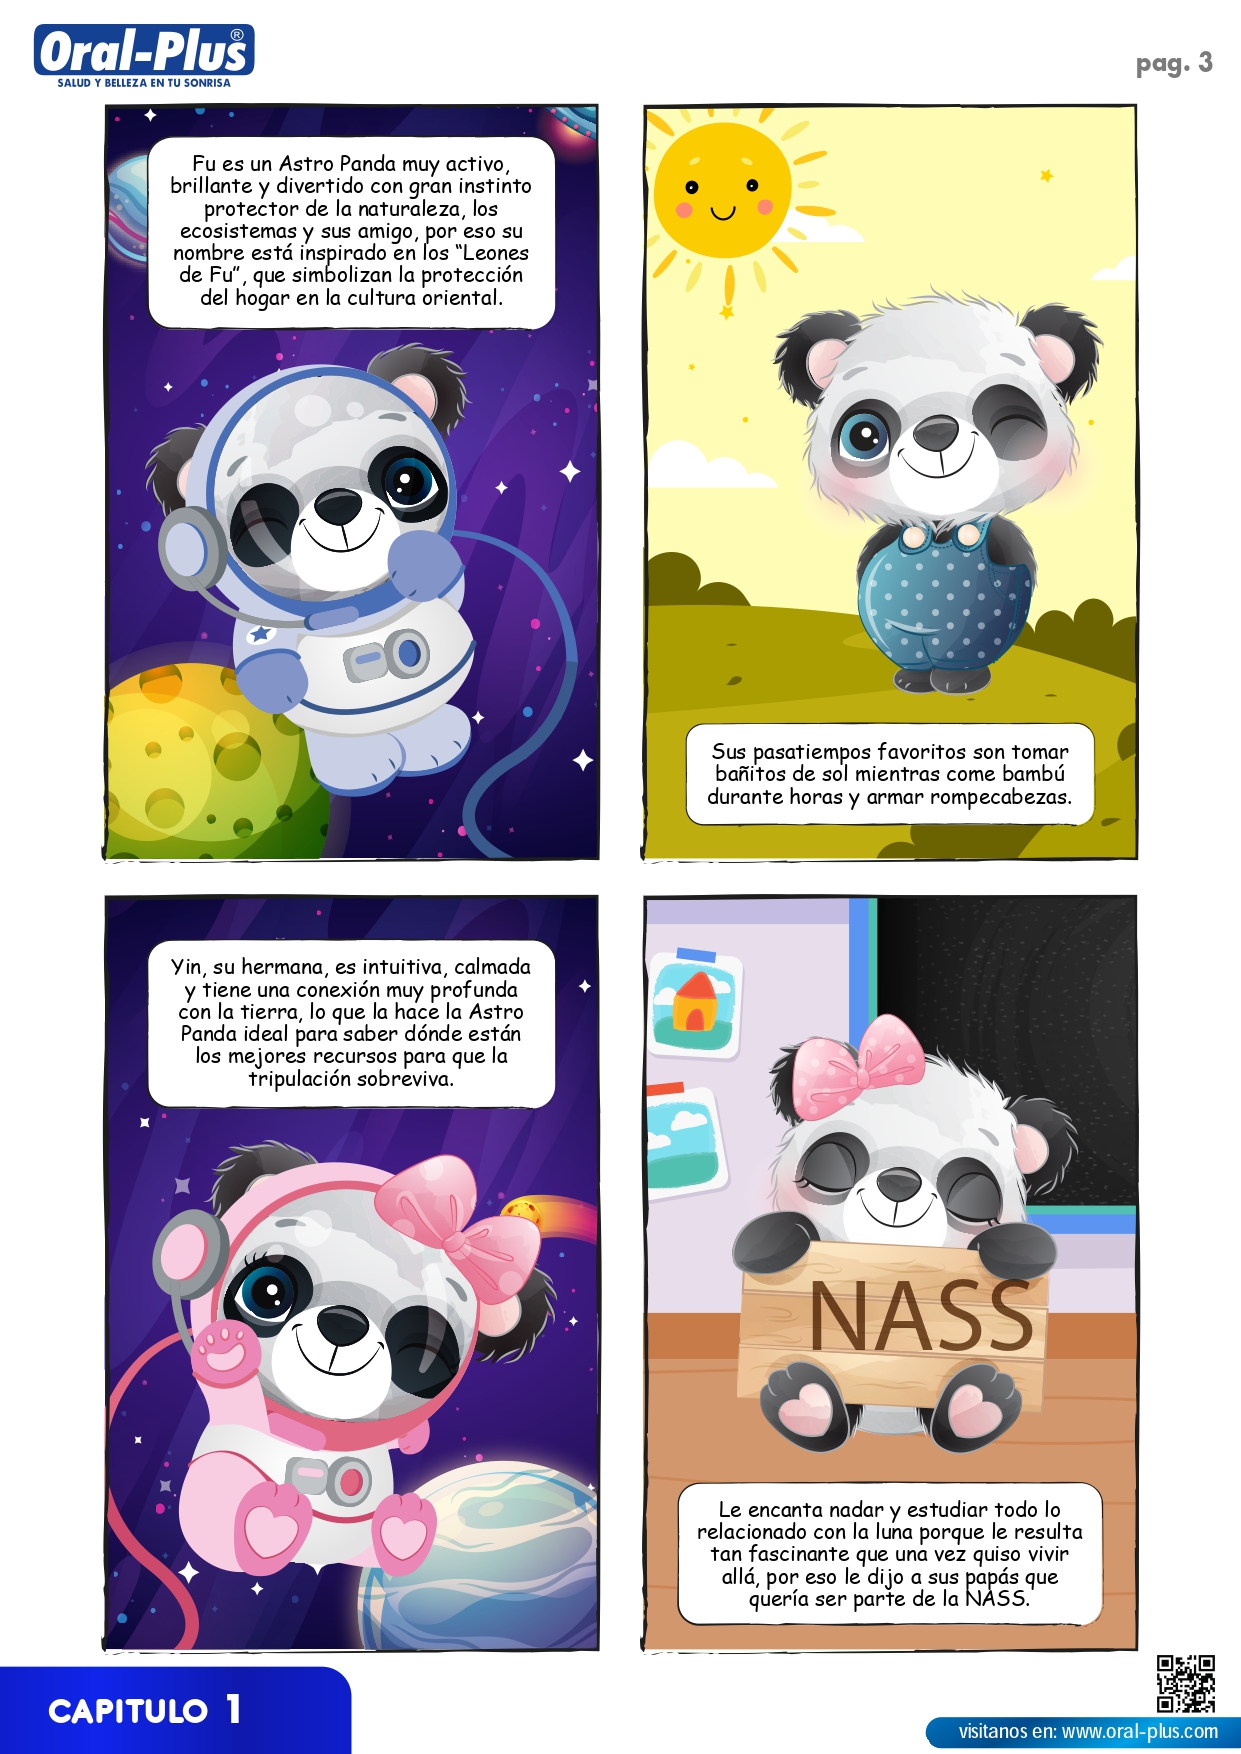 Oral-Plus®
SALUD Y BELLEZA EN TU SONRISA
pag. 3
Fu es un Astro Panda muy activo,
brillante y divertido con gran instinto
protector de la naturaleza, los
ecosistemas y sus amigo, por eso su
nombre está inspirado en los “Leones
de Fu”, que simbolizan la protección
del hogar en la cultura oriental.
Sus pasatiempos favoritos son tomar
bañitos de sol mientras come bambú
durante horas y armar rompecabezas.
Yin, su hermana, es intuitiva, calmada
y tiene una conexión muy profunda
con la tierra, lo que la hace la Astro
Panda ideal para saber dónde están
los mejores recursos para que la
tripulación sobreviva.
NASS
Le encanta nadar y estudiar todo lo
relacionado con la luna porque le resulta
tan fascinante que una vez quiso vivir
allá, por eso le dijo a sus papás que
quería ser parte de la NASS.
CAPITULO 1
visitanos en: www.oral-plus.com